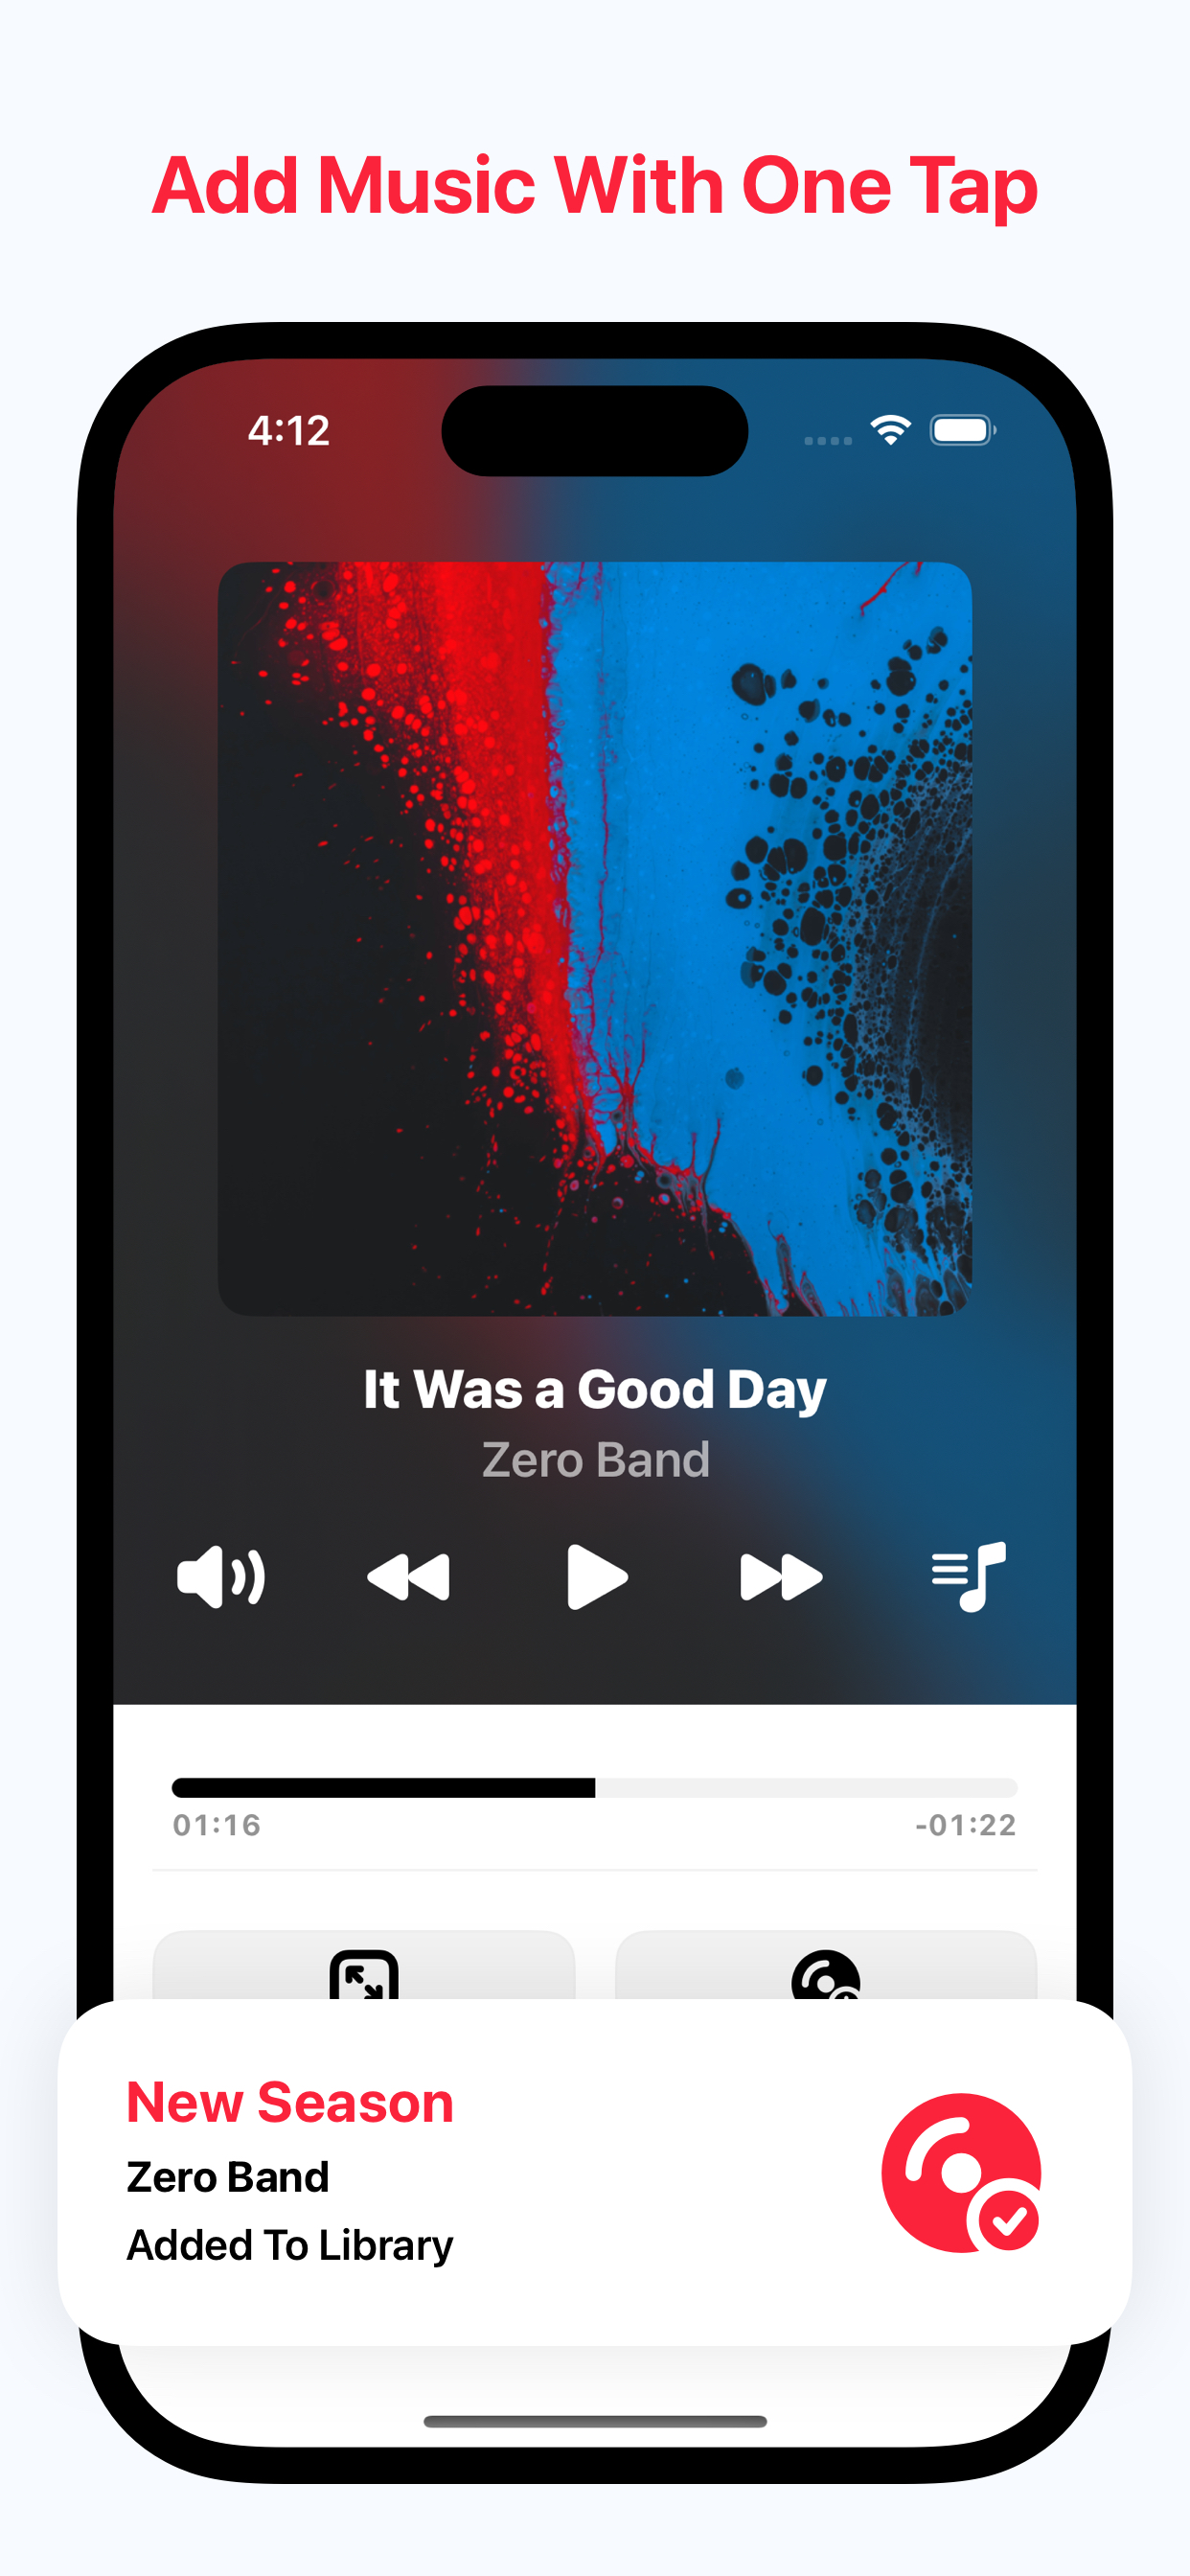 Add Music With One Tap
4:12
It Was a Good Day
Zero Band
01:16
-01:22
New Season
Zero Band
Added To Library